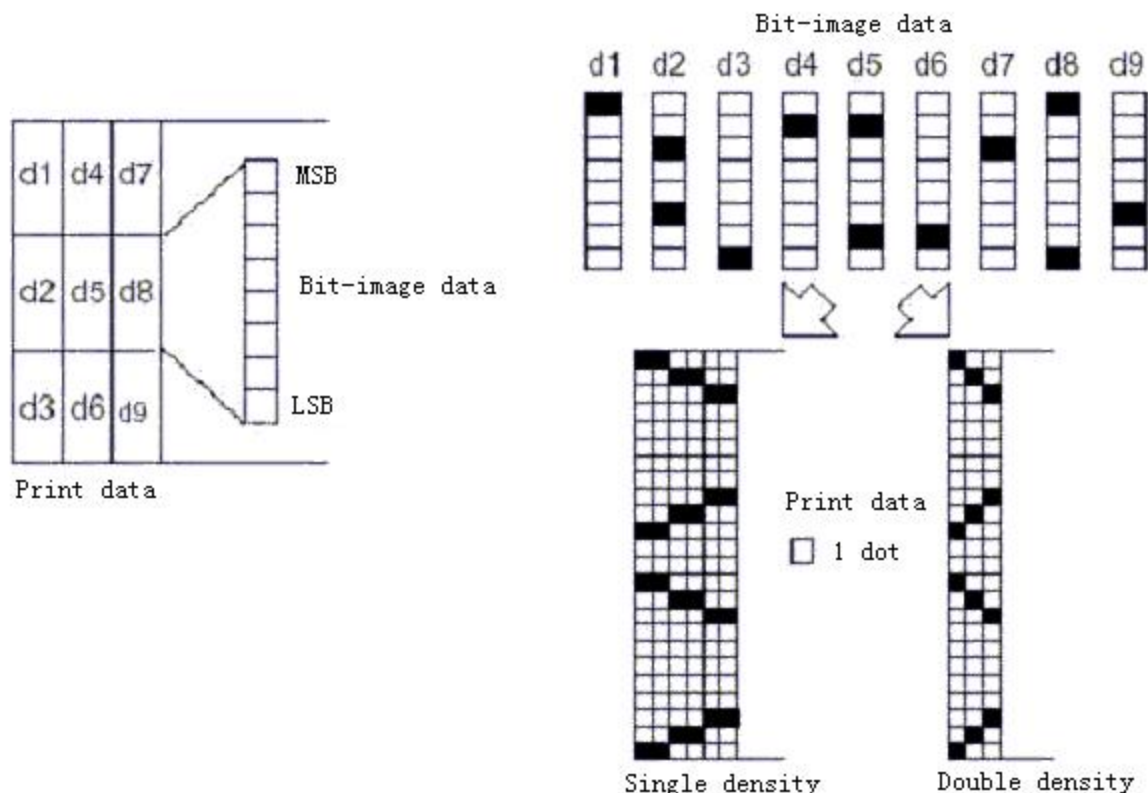 Bit-image data
d1 d2 d3 d4 d5 d6 d7 d8 d9
d1 d4 d7
MSB
d2 d5 d8
Bit-image data
d3 d6 d9
LSB
Print data
Print data
1 dot
Single density
Double density